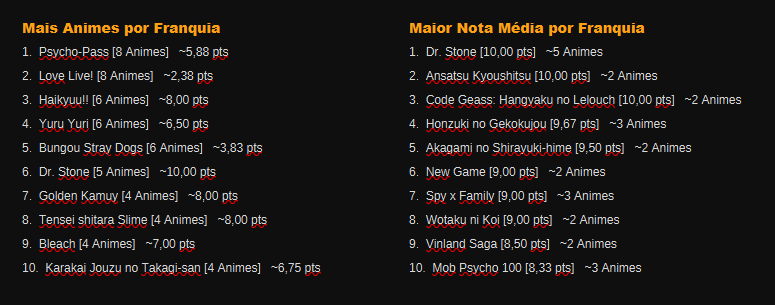 Mais Animes por Franquia
1. Psycho-Pass [8 Animes] ~5,88 pts
2. Love Live! [8 Animes] ~2,38 pts
3. Haikyuu!! [6 Animes] ~8,00 pts
4. Yuru Yuri [6 Animes] ~6,50 pts
5. Bungou Stray Dogs [6 Animes] ~3,83 pts
6. Dr. Stone [5 Animes] ~10,00 pts
7. Golden Kamuy [4 Animes] ~8,00 pts
8. Tensei shitara Slime [4 Animes] ~8,00 pts
9. Bleach [4 Animes] ~7,00 pts
10. Karakai Jouzu no Takagi-san [4 Animes] ~6,75 pts
Maior Nota Média por Franquia
1. Dr. Stone [10,00 pts] ~5 Animes
2. Ansatsu Kyoushitsu [10,00 pts] ~2 Animes
3. Code Geass: Hangyaku no Lelouch [10,00 pts] ~2 Animes
4. Honzuki no Gekokujou [9,67 pts] ~3 Animes
5. Akagami no Shirayuki-hime [9,50 pts] ~2 Animes
6. New Game [9,00 pts] ~2 Animes
7. Spy x Family [9,00 pts] ~3 Animes
8. Wotaku ni Koi [9,00 pts] ~2 Animes
9. Vinland Saga [8,50 pts] ~2 Animes
10. Mob Psycho 100 [8,33 pts] ~3 Animes